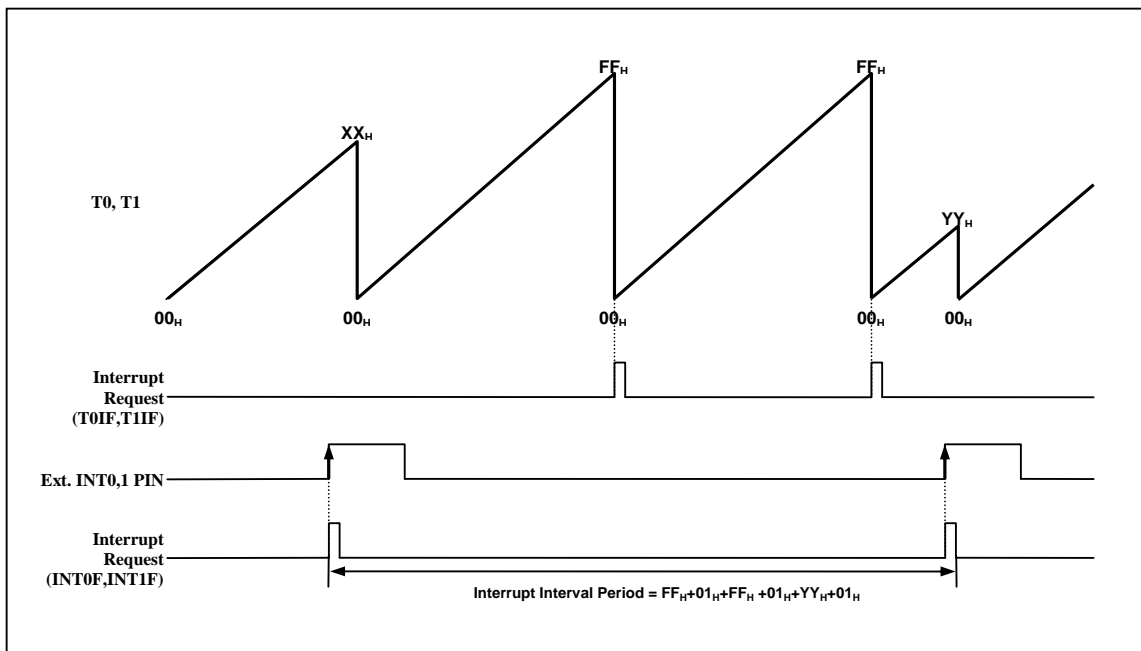 FFH FFH
XXH
T0, T1
YYH
00H 00H 00H 00H 00H
Interrupt
Request
(T0IF,T1IF)
Ext. INT0,1 PIN
Interrupt
Request
(INT0F,INT1F)
Interrupt Interval Period = FFH+01H+FFH +01H+YYH+01H